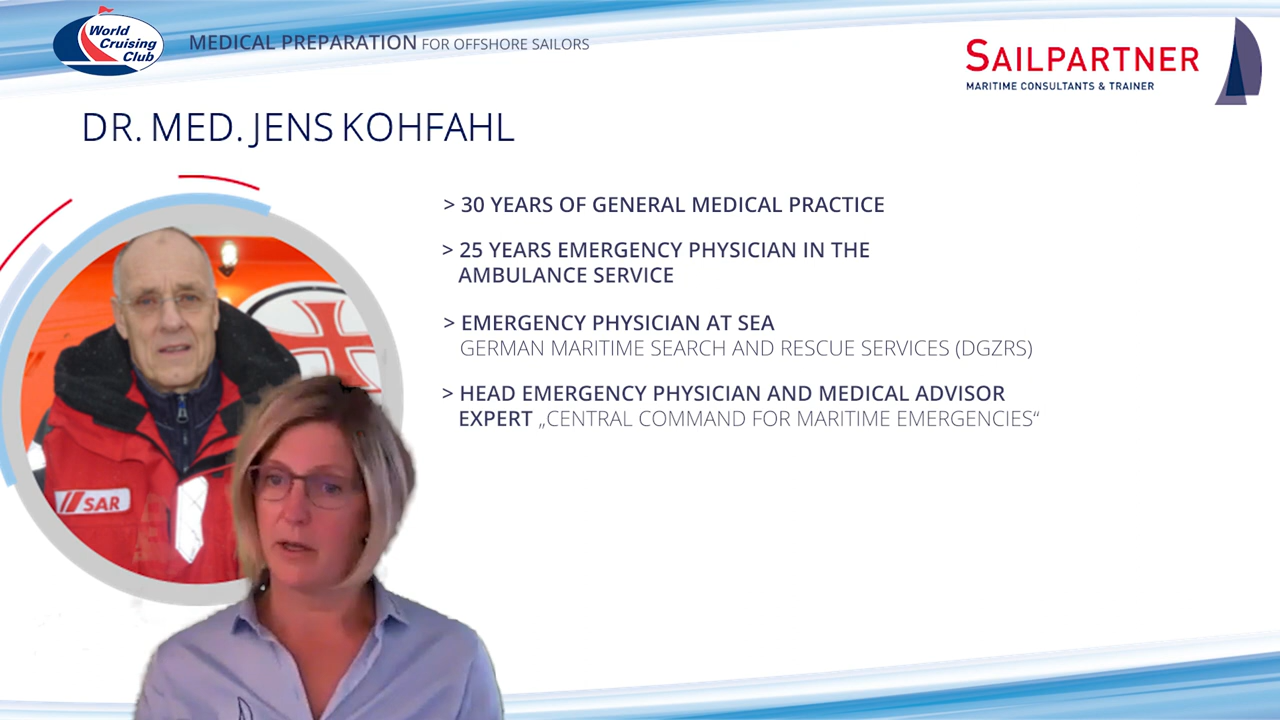 World
Cruising
Club
MEDICAL PREPARATION FOR OFFSHORE SAILORS
SAILPARTNER
MARITIME CONSULTANTS & TRAINER
DR. MED. JENS KOHFAHL
> 30 YEARS OF GENERAL MEDICAL PRACTICE
> 25 YEARS EMERGENCY PHYSICIAN IN THE
AMBULANCE SERVICE
> EMERGENCY PHYSICIAN AT SEA
GERMAN MARITIME SEARCH AND RESCUE SERVICES (DGZRS)
> HEAD EMERGENCY PHYSICIAN AND MEDICAL ADVISOR
EXPERT „CENTRAL COMMAND FOR MARITIME EMERGENCIES“
SAR